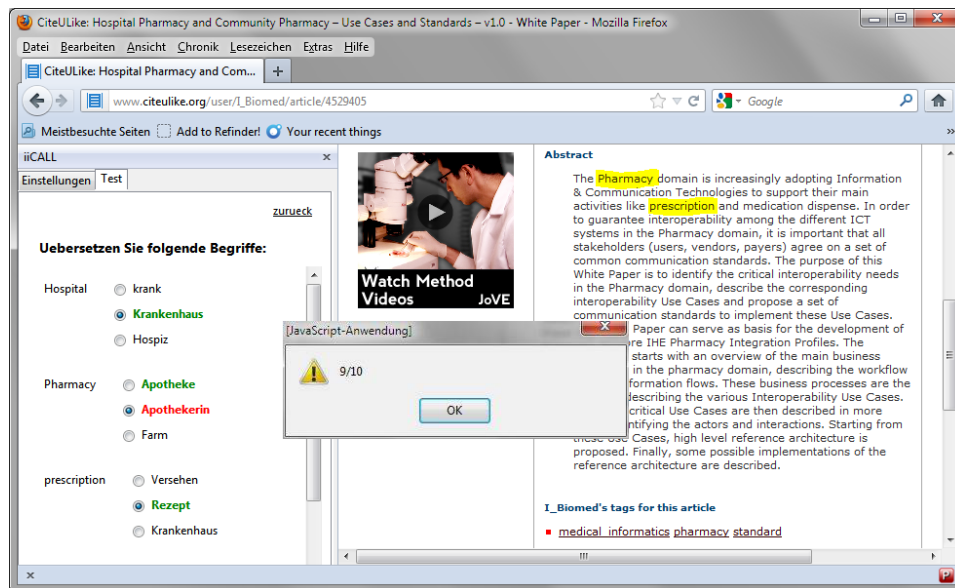 CiteULike: Hospital Pharmacy and Community Pharmacy – Use Cases and Standards – v1.0 - White Paper - Mozilla Firefox
Datei Bearbeiten Ansicht Chronik Lesezeichen Extras Hilfe
CiteULike: Hospital Pharmacy and Com...
www.citeulike.org/user/I_Biomed/article/4529405
Google
Meistbesuchte Seiten Add to Refinder! Your recent things
iiCALL
Einstellungen Test
zurueck
Uebersetzen Sie folgende Begriffe:
Hospital krank
Krankenhaus
Hospiz
Pharmacy Apotheke
Apothekerin
Farm
prescription Versehen
Rezept
Krankenhaus
Watch Method
Videos JoVE
[JavaScript-Anwendung]
9/10
OK
Abstract
The Pharmacy domain is increasingly adopting Information
& Communication Technologies to support their main
activities like prescription and medication dispense. In order
to guarantee interoperability among the different ICT
systems in the Pharmacy domain, it is important that all
stakeholders (users, vendors, payers) agree on a set of
common communication standards. The purpose of this
White Paper is to identify the critical interoperability needs
in the Pharmacy domain, describe the corresponding
interoperability Use Cases and propose a set of
communication standards to implement these Use Cases.
Paper can serve as basis for the development of
re IHE Pharmacy Integration Profiles. The
starts with an overview of the main business
in the pharmacy domain, describing the workflow
formation flows. These business processes are the
describing the various Interoperability Use Cases.
critical Use Cases are then described in more
ntifying the actors and interactions. Starting from
these Use Cases, high level reference architecture is
proposed. Finally, some possible implementations of the
reference architecture are described.
I_Biomed's tags for this article
medical_informatics pharmacy standard